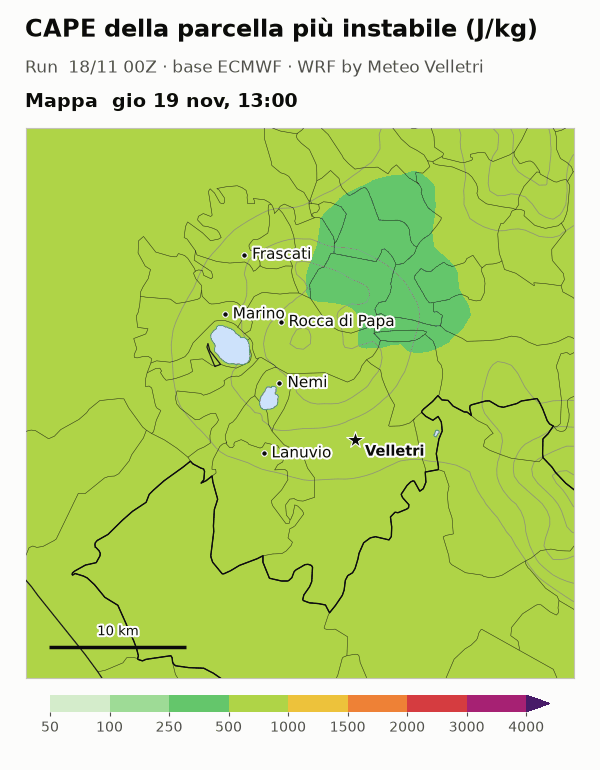 CAPE della parcella più instabile (J/kg)
Run  18/11 00Z · base ECMWF · WRF by Meteo Velletri
Mappa  gio 19 nov, 13:00
Frascati
Marino
Rocca di Papa
Nemi
Velletri
Lanuvio
10 km
50 100 250 500 1000 1500 2000 3000 4000